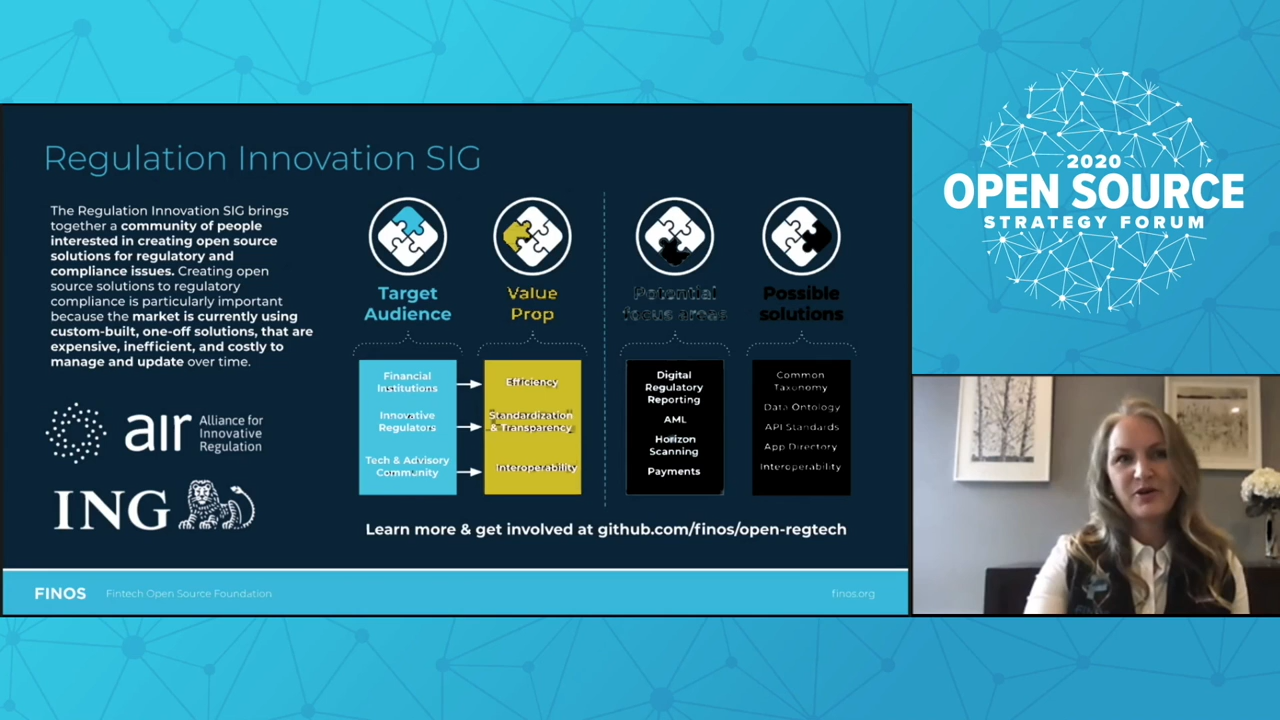 Regulation Innovation SIG
The Regulation Innovation SIG brings
together a community of people
interested in creating open source
solutions for regulatory and
compliance issues. Creating open
source solutions to regulatory
compliance is particularly important
because the market is currently using
custom-built, one-off solutions, that are
expensive, inefficient, and costly to
manage and update over time.
air
Alliance for
Innovative
Regulation
ING
Target
Audience
Financial
Institutions
Innovative
Regulators
Tech & Advisory
Community
Value
Prop
Efficiency
Standardization
& Transparency
Interoperability
Potential
focus areas
Digital
Regulatory
Reporting
AML
Horizon
Scanning
Payments
Possible
solutions
Common
Taxonomy
Data Ontology
API Standards
App Directory
Interoperability
Learn more & get involved at github.com/finos/open-regtech
FINOS
Fintech Open Source Foundation
finos.org
2020
OPEN SOURCE
STRATEGY FORUM